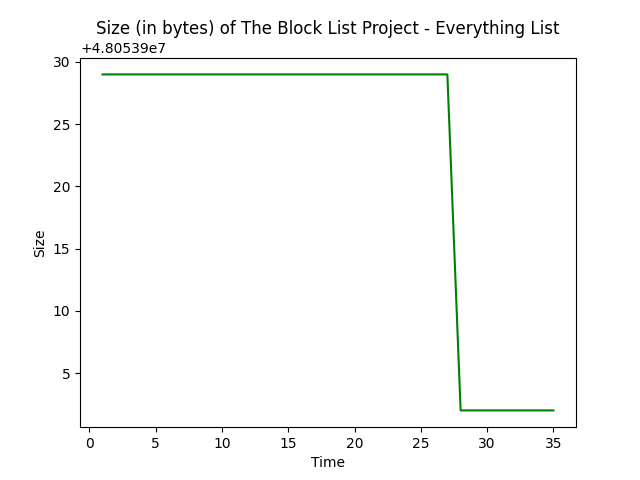 Size (in bytes) of The Block List Project - Everything List
+4.80539e7
30
25
20
15
10
5
Size
0 5 10 15 20 25 30 35
Time